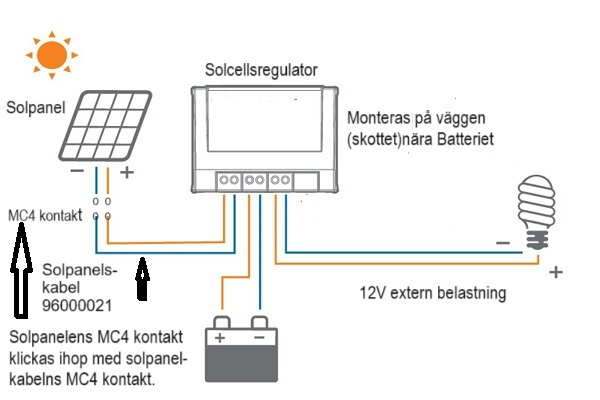 Solcellsregulator
Solpanel
Monteras på väggen
(skottet)nära Batteriet
− +
MC4 kontakt
−
+
Solpanels-
kabel
96000021
12V extern belastning
+ −
Solpanelens MC4 kontakt
klickas ihop med solpanel-
kabelns MC4 kontakt.